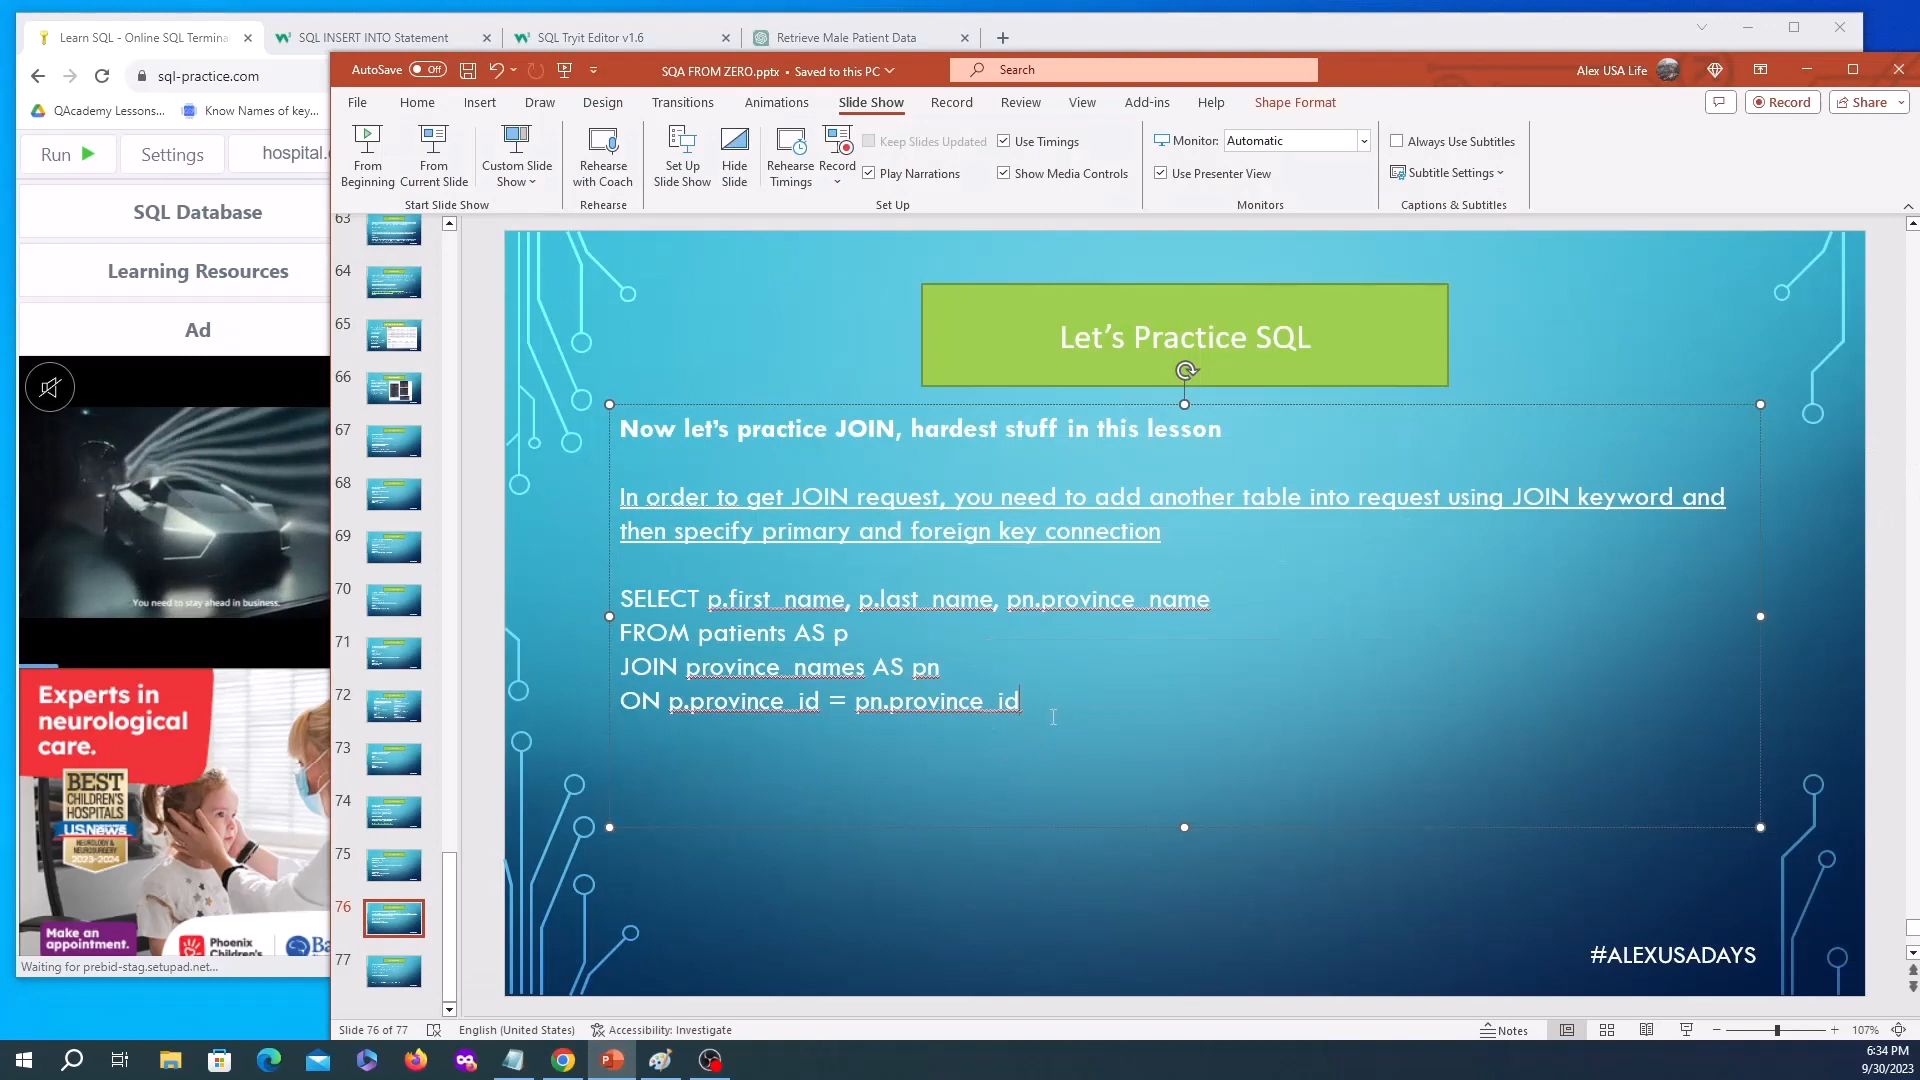 Learn SQL - Online SQL Termina
SQL INSERT INTO Statement
SQL Tryit Editor v1.6
Retrieve Male Patient Data
sql-practice.com
QAcademy Lessons...
Know Names of key...
Run
Settings
hospital.
SQL Database
Learning Resources
Ad
You need to stay ahead in business.
Experts in
neurological
care.
BEST
CHILDREN'S
HOSPITALS
U.S.News
NEUROLOGY &
NEUROSURGERY
2023-2024
Make an
appointment.
Phoenix
Children's
Ba
Waiting for prebid-stag.setupad.net...
AutoSave Off
SQA FROM ZERO.pptx • Saved to this PC
Search
Alex USA Life
File Home Insert Draw Design Transitions Animations Slide Show Record Review View Add-ins Help Shape Format
Record
Share
From Beginning
From Current Slide
Custom Slide Show
Rehearse with Coach
Set Up Slide Show
Hide Slide
Rehearse Timings
Record
Keep Slides Updated
Use Timings
Play Narrations
Show Media Controls
Monitor: Automatic
Use Presenter View
Always Use Subtitles
Subtitle Settings
Start Slide Show
Rehearse
Set Up
Monitors
Captions & Subtitles
63
64
65
66
67
68
69
70
71
72
73
74
75
76
77
Let's Practice SQL
Now let's practice JOIN, hardest stuff in this lesson
In order to get JOIN request, you need to add another table into request using JOIN keyword and
then specify primary and foreign key connection
SELECT p.first_name, p.last_name, pn.province_name
FROM patients AS p
JOIN province_names AS pn
ON p.province_id = pn.province_id
#ALEXUSADAYS
Slide 76 of 77
English (United States)
Accessibility: Investigate
Notes
107%
6:34 PM
9/30/2023